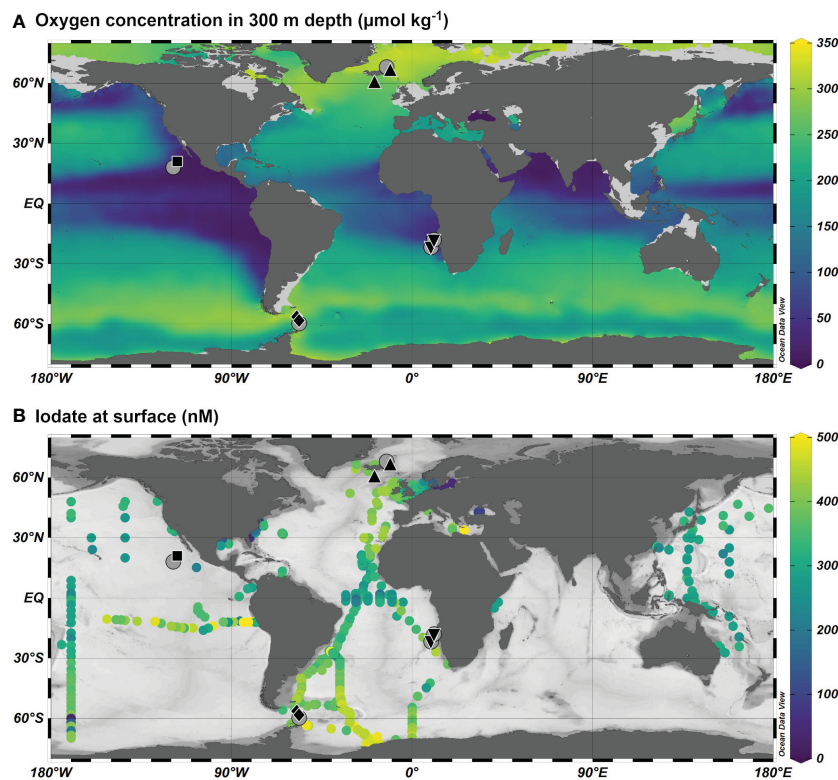 A Oxygen concentration in 300 m depth (μmol kg⁻¹)
350
60°N
300
30°N
250
EQ
200
150
30°S
100
60°S
50
Ocean Data View
0
180°W 90°W 0° 90°E 180°E
B Iodate at surface (nM)
500
60°N
400
30°N
300
EQ
200
30°S
60°S
100
Ocean Data View
0
180°W 90°W 0° 90°E 180°E